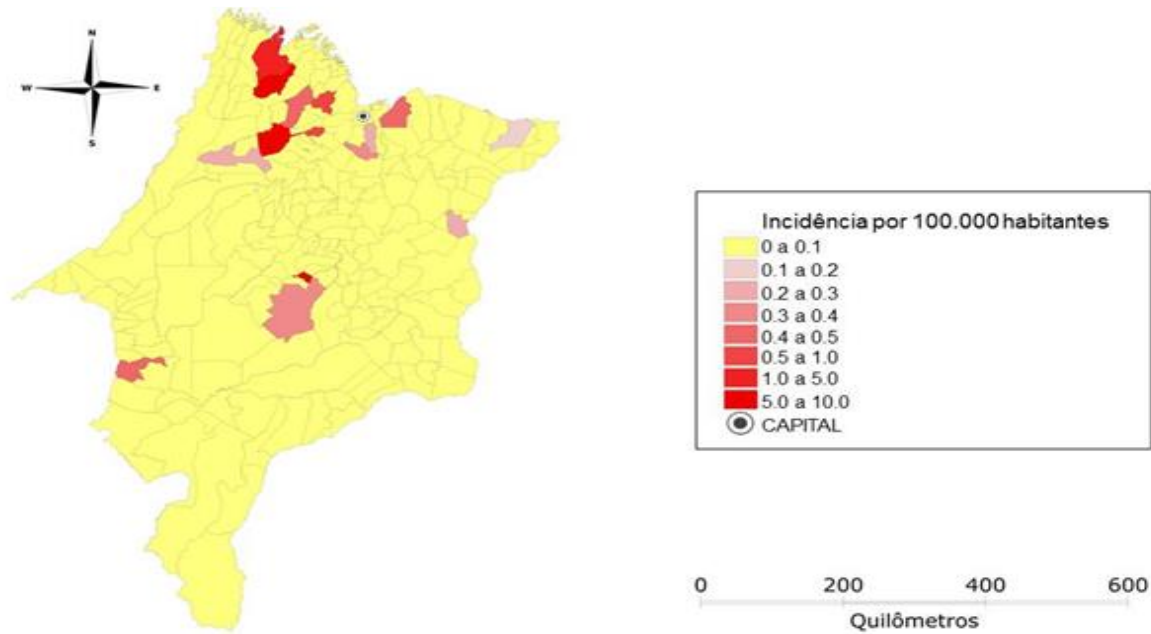 N
W E
S
Incidência por 100.000 habitantes
0 a 0.1
0.1 a 0.2
0.2 a 0.3
0.3 a 0.4
0.4 a 0.5
0.5 a 1.0
1.0 a 5.0
5.0 a 10.0
CAPITAL
0 200 400 600
Quilômetros